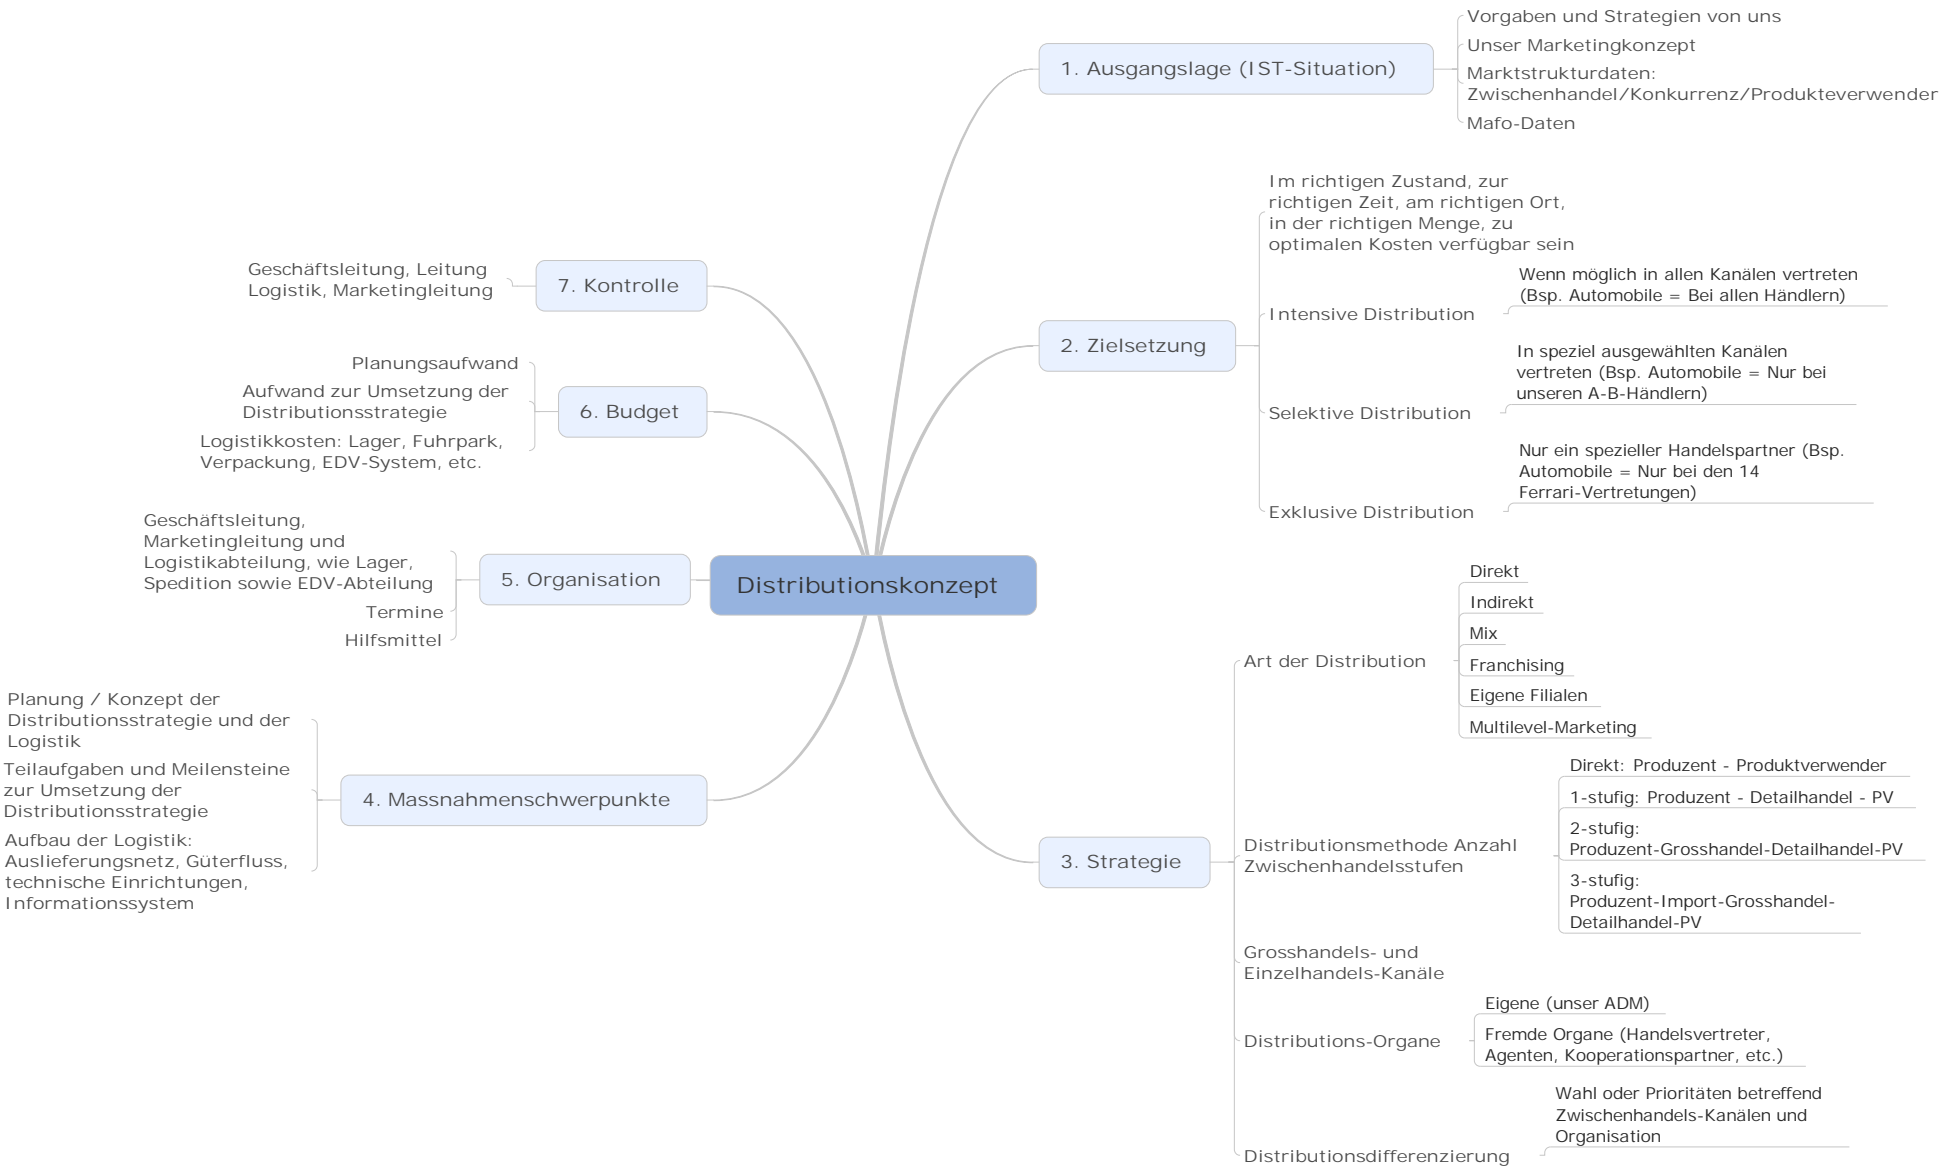 Distributionskonzept
1. Ausgangslage (IST-Situation)
Vorgaben und Strategien von uns
Unser Marketingkonzept
Marktstrukturdaten:
Zwischenhandel/Konkurrenz/Produkteverwender
Mafo-Daten
2. Zielsetzung
Im richtigen Zustand, zur
richtigen Zeit, am richtigen Ort,
in der richtigen Menge, zu
optimalen Kosten verfügbar sein
Intensive Distribution
Wenn möglich in allen Kanälen vertreten
(Bsp. Automobile = Bei allen Händlern)
Selektive Distribution
In speziel ausgewählten Kanälen
vertreten (Bsp. Automobile = Nur bei
unseren A-B-Händlern)
Exklusive Distribution
Nur ein spezieller Handelspartner (Bsp.
Automobile = Nur bei den 14
Ferrari-Vertretungen)
3. Strategie
Art der Distribution
Direkt
Indirekt
Mix
Franchising
Eigene Filialen
Multilevel-Marketing
Distributionsmethode Anzahl
Zwischenhandelsstufen
Direkt: Produzent - Produktverwender
1-stufig: Produzent - Detailhandel - PV
2-stufig:
Produzent-Grosshandel-Detailhandel-PV
3-stufig:
Produzent-Import-Grosshandel-
Detailhandel-PV
Grosshandels- und
Einzelhandels-Kanäle
Distributions-Organe
Eigene (unser ADM)
Fremde Organe (Handelsvertreter,
Agenten, Kooperationspartner, etc.)
Distributionsdifferenzierung
Wahl oder Prioritäten betreffend
Zwischenhandels-Kanälen und
Organisation
4. Massnahmenschwerpunkte
Planung / Konzept der
Distributionsstrategie und der
Logistik
Teilaufgaben und Meilensteine
zur Umsetzung der
Distributionsstrategie
Aufbau der Logistik:
Auslieferungsnetz, Güterfluss,
technische Einrichtungen,
Informationssystem
5. Organisation
Geschäftsleitung,
Marketingleitung und
Logistikabteilung, wie Lager,
Spedition sowie EDV-Abteilung
Termine
Hilfsmittel
6. Budget
Planungsaufwand
Aufwand zur Umsetzung der
Distributionsstrategie
Logistikkosten: Lager, Fuhrpark,
Verpackung, EDV-System, etc.
7. Kontrolle
Geschäftsleitung, Leitung
Logistik, Marketingleitung